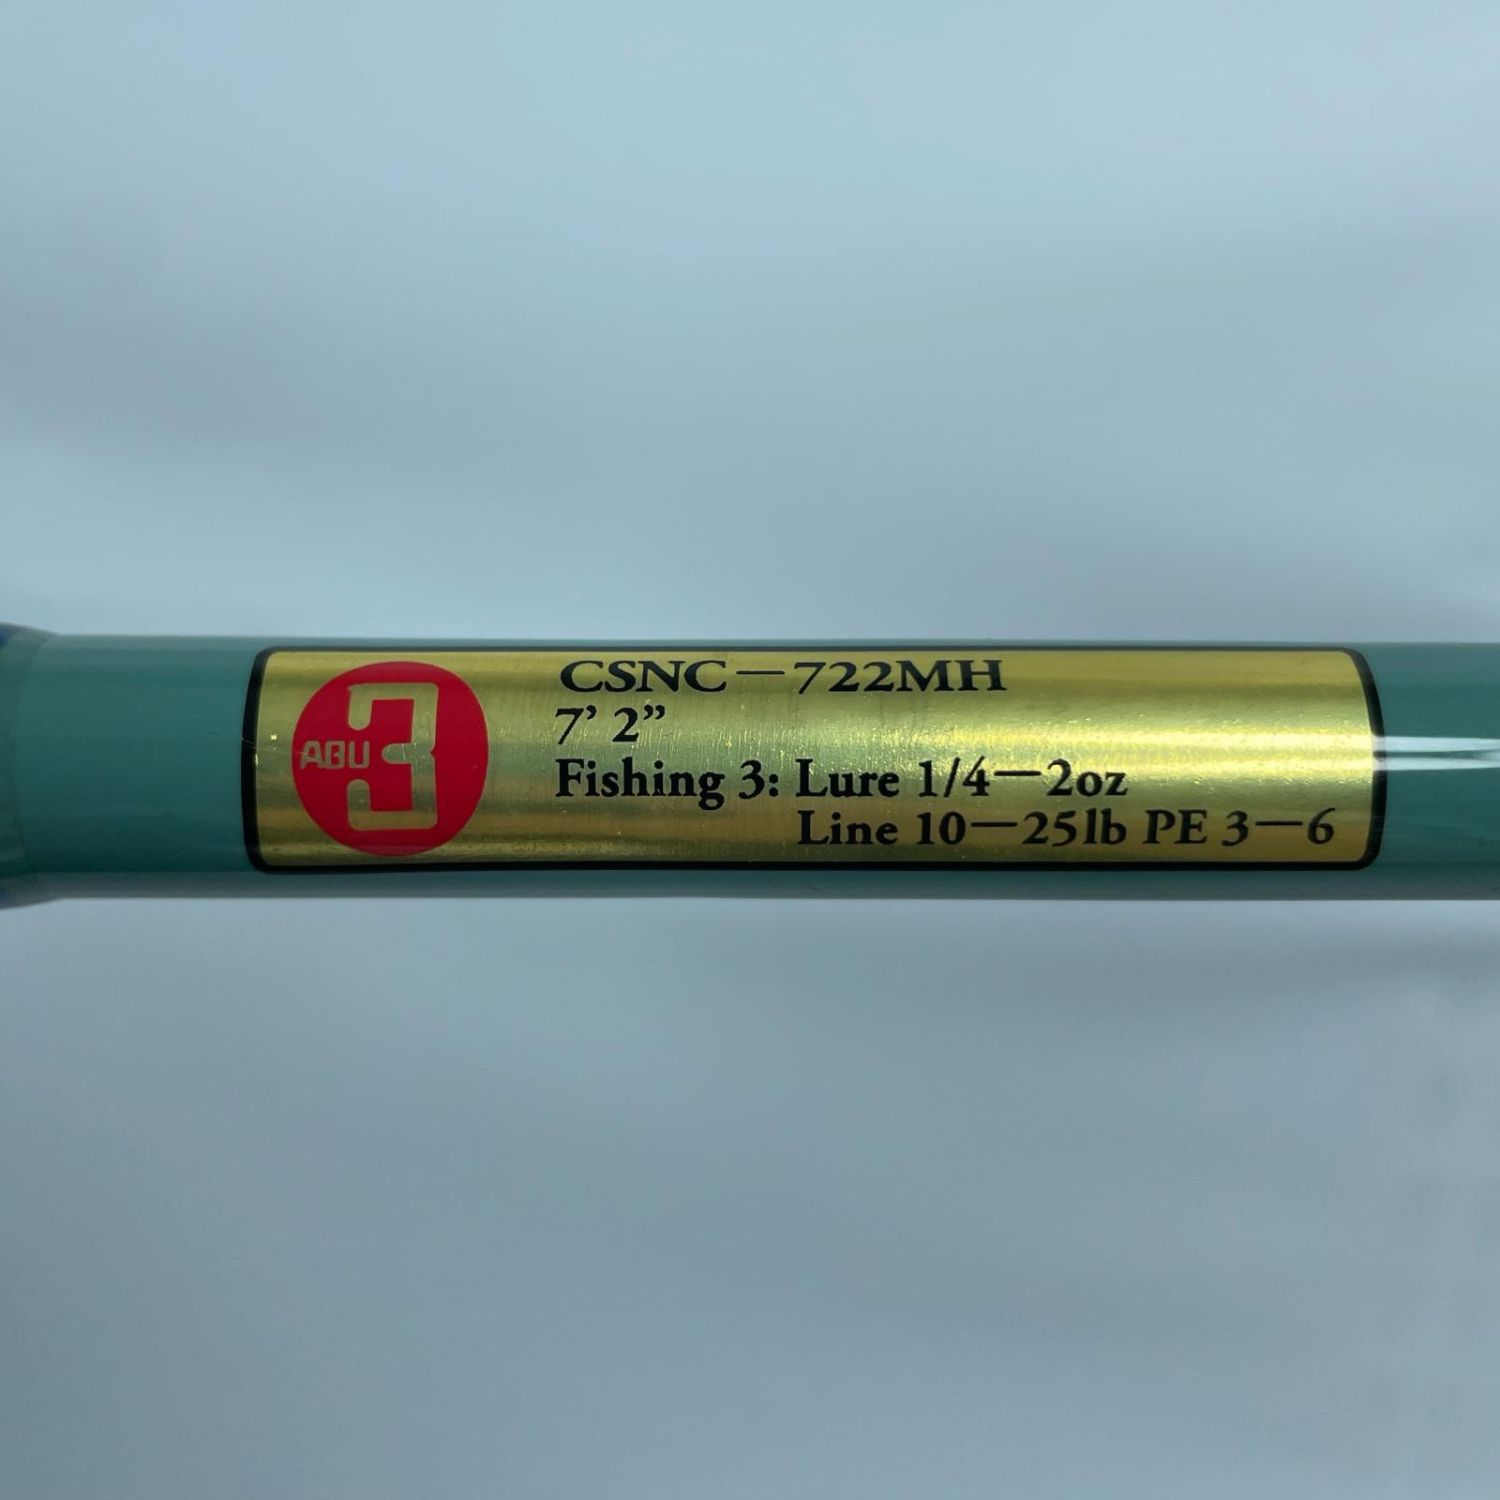 ABU 3
CSNC-722MH
7' 2”
Fishing 3: Lure 1/4—2oz
Line 10—25lb PE 3—6